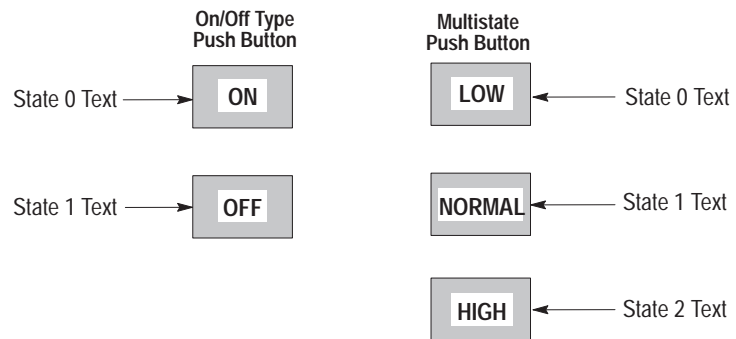 On/Off Type
Push Button
Multistate
Push Button
State 0 Text
ON
LOW
State 0 Text
State 1 Text
OFF
NORMAL
State 1 Text
HIGH
State 2 Text